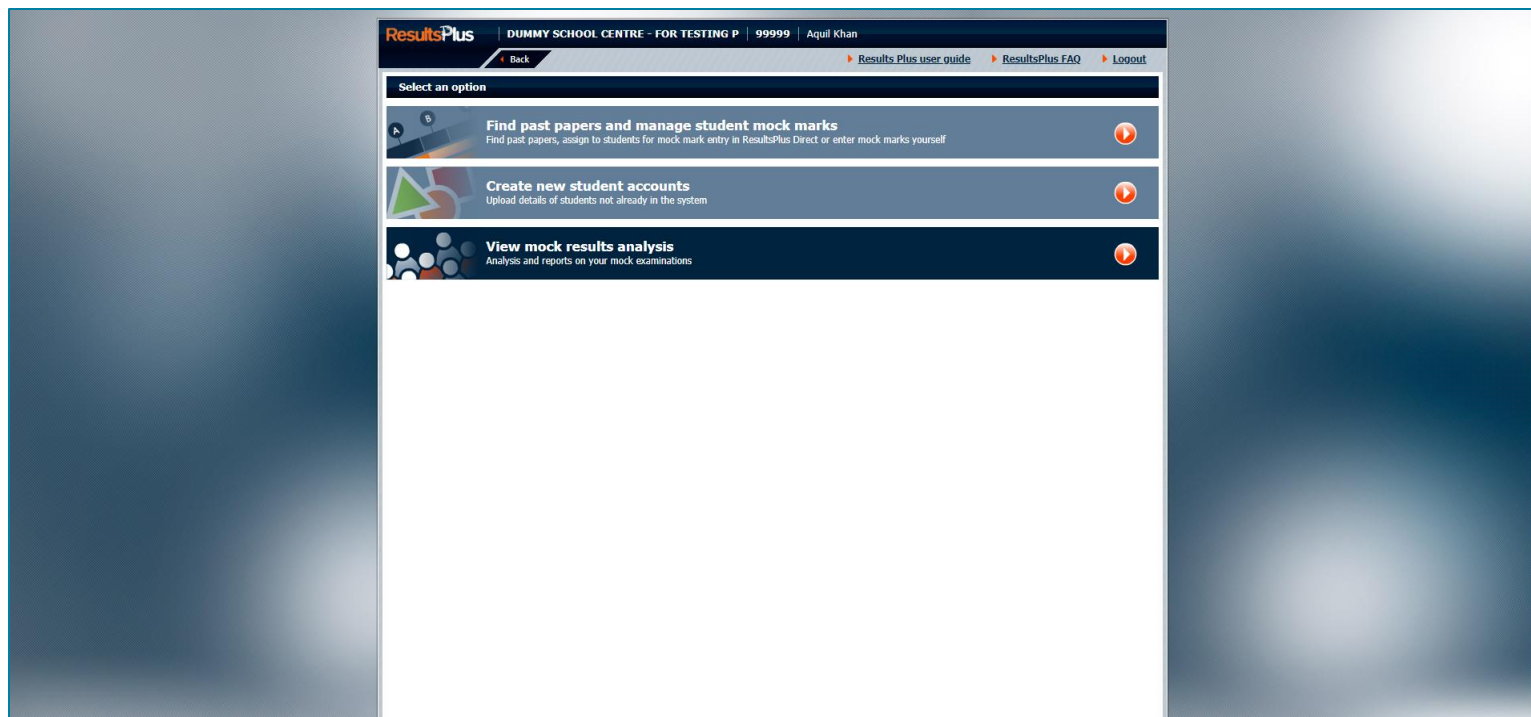 ResultsPlus DUMMY SCHOOL CENTRE - FOR TESTING P 99999 Aquil Khan
Back Results Plus user guide ResultsPlus FAQ Logout
Select an option
A B
Find past papers and manage student mock marks
Find past papers, assign to students for mock mark entry in ResultsPlus Direct or enter mock marks yourself
Create new student accounts
Upload details of students not already in the system
View mock results analysis
Analysis and reports on your mock examinations